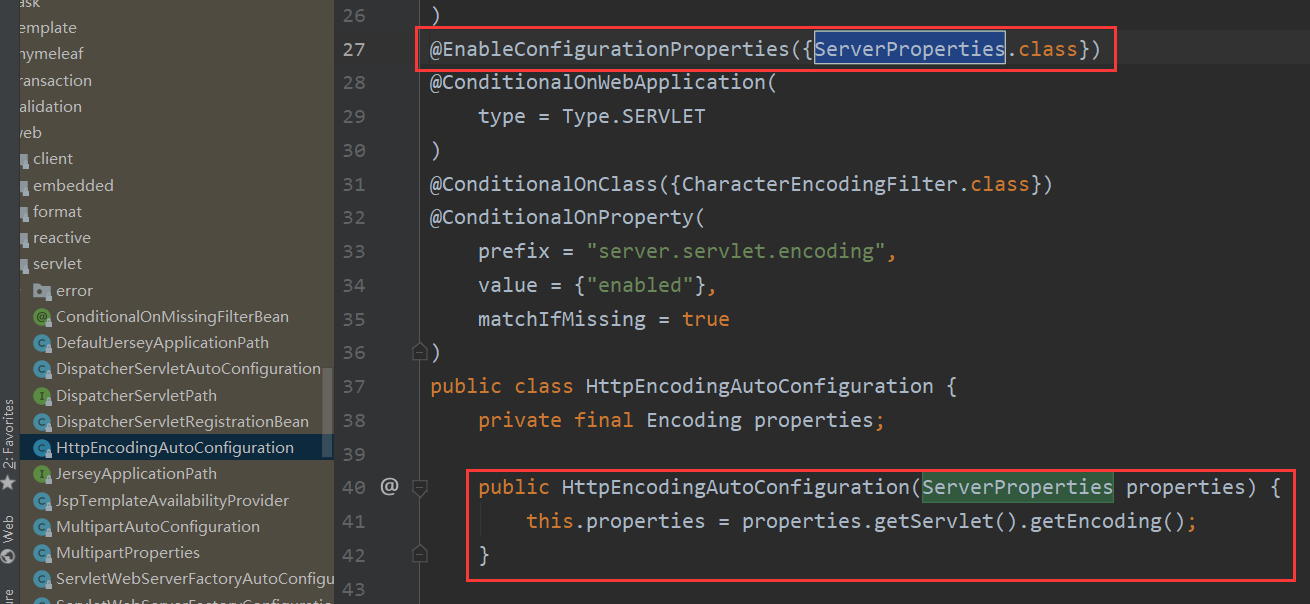 emplate
ymeleaf
ransaction
alidation
eb
client
embedded
format
reactive
servlet
error
ConditionalOnMissingFilterBean
DefaultJerseyApplicationPath
DispatcherServletAutoConfiguration
DispatcherServletPath
DispatcherServletRegistrationBean
HttpEncodingAutoConfiguration
JerseyApplicationPath
JspTemplateAvailabilityProvider
MultipartAutoConfiguration
MultipartProperties
ServletWebServerFactoryAutoConfigu
2: Favorites
Web
26 )
27 @EnableConfigurationProperties({ServerProperties.class})
28 @ConditionalOnWebApplication(
29 type = Type.SERVLET
30 )
31 @ConditionalOnClass({CharacterEncodingFilter.class})
32 @ConditionalOnProperty(
33 prefix = "server.servlet.encoding",
34 value = {"enabled"},
35 matchIfMissing = true
36 )
37 public class HttpEncodingAutoConfiguration {
38 private final Encoding properties;
39
40 @ public HttpEncodingAutoConfiguration(ServerProperties properties) {
41 this.properties = properties.getServlet().getEncoding();
42 }
43